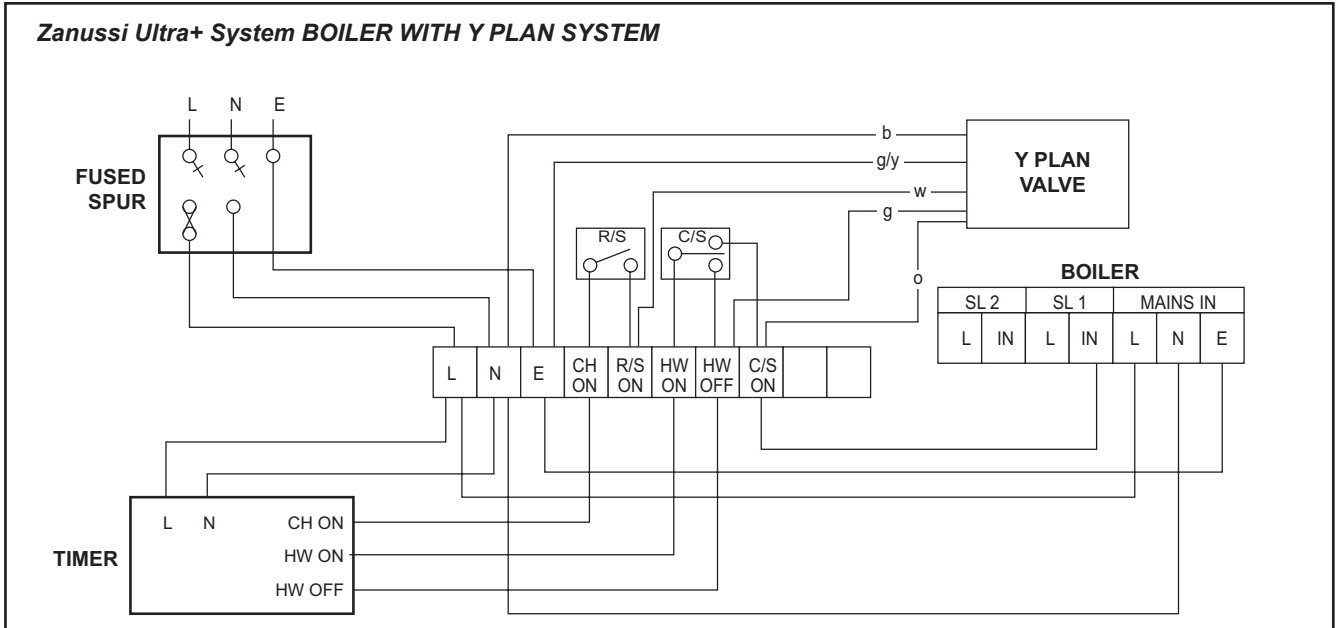 Zanussi Ultra+ System BOILER WITH Y PLAN SYSTEM
L N E
FUSED
SPUR
b
g/y
w
g
o
Y PLAN
VALVE
R/S
C/S
BOILER
SL 2 SL 1 MAINS IN
L IN L IN L N E
L N E CH ON R/S ON HW ON HW OFF C/S ON
TIMER
L N CH ON
HW ON
HW OFF